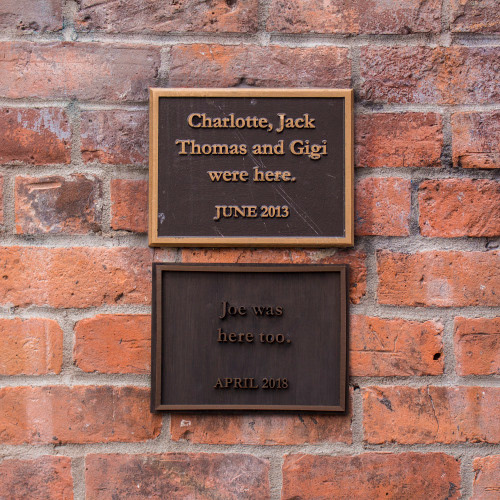 Charlotte, Jack
Thomas and Gigi
were here.
JUNE 2013
Joe was
here too.
APRIL 2018